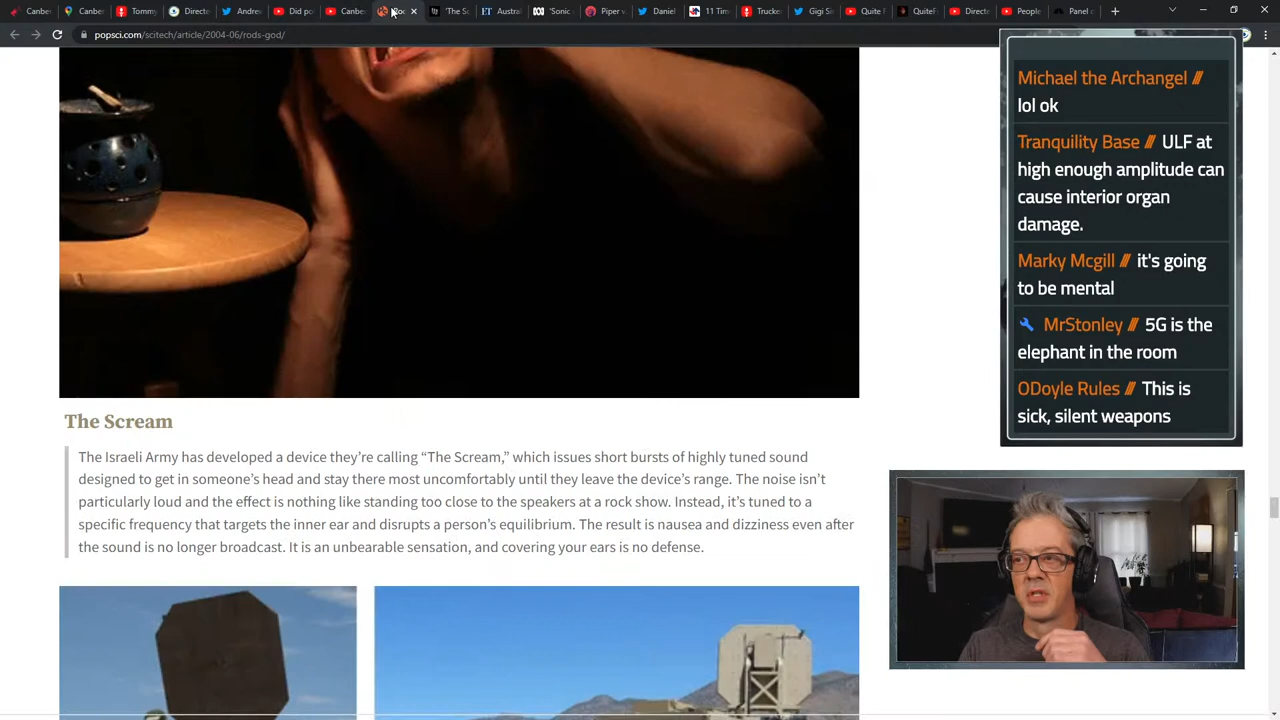 Canbe
Canber
Tommy
Directe
Andrew
Did po
Canbe
'The Sc
Austral
Sonic
Piper v
Daniel
11 Tim
Trucke
Gigi Si
Quite F
QuiteF
Directe
People
Panel c
popsci.com/scitech/article/2004-06/rods-god/
The Scream
The Israeli Army has developed a device they're calling “The Scream,” which issues short bursts of highly tuned sound
designed to get in someone's head and stay there most uncomfortably until they leave the device's range. The noise isn't
particularly loud and the effect is nothing like standing too close to the speakers at a rock show. Instead, it's tuned to a
specific frequency that targets the inner ear and disrupts a person's equilibrium. The result is nausea and dizziness even after
the sound is no longer broadcast. It is an unbearable sensation, and covering your ears is no defense.
Michael the Archangel ///
lol ok
Tranquility Base /// ULF at
high enough amplitude can
cause interior organ
damage.
Marky Mcgill /// it's going
to be mental
MrStonley /// 5G is the
elephant in the room
ODoyle Rules /// This is
sick, silent weapons